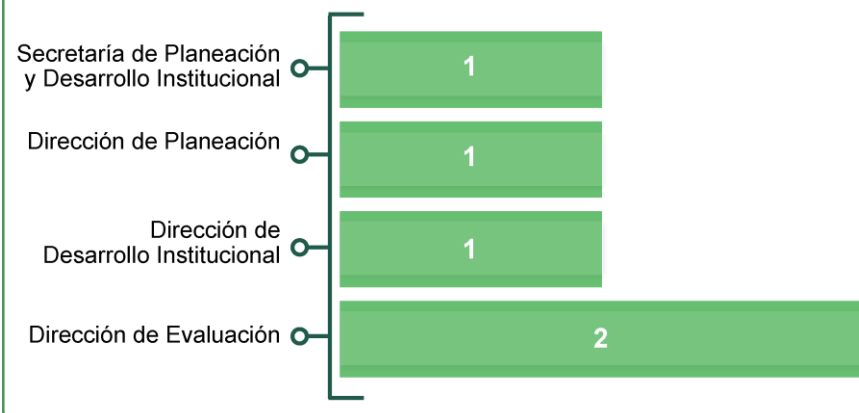 Secretaría de Planeación
y Desarrollo Institucional
1
Dirección de Planeación
1
Dirección de
Desarrollo Institucional
1
Dirección de Evaluación
2